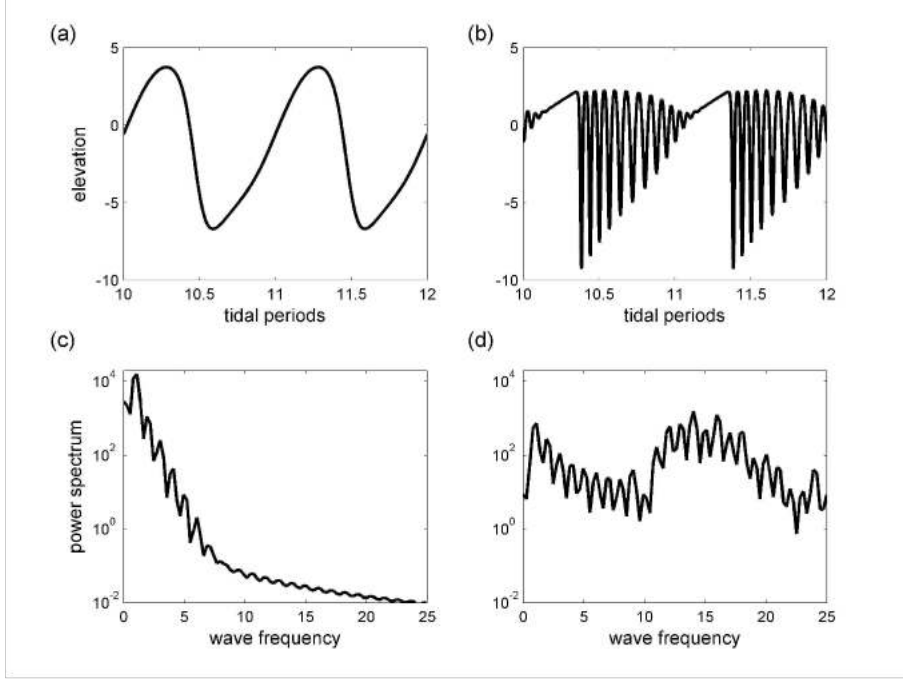 (a)
5
0
-5
-10
elevation
10 10.5 11 11.5 12
tidal periods
(b)
5
0
-5
-10
10 10.5 11 11.5 12
tidal periods
(c)
10^4
10^2
10^0
10^-2
power spectrum
0 5 10 15 20 25
wave frequency
(d)
10^4
10^2
10^0
10^-2
0 5 10 15 20 25
wave frequency